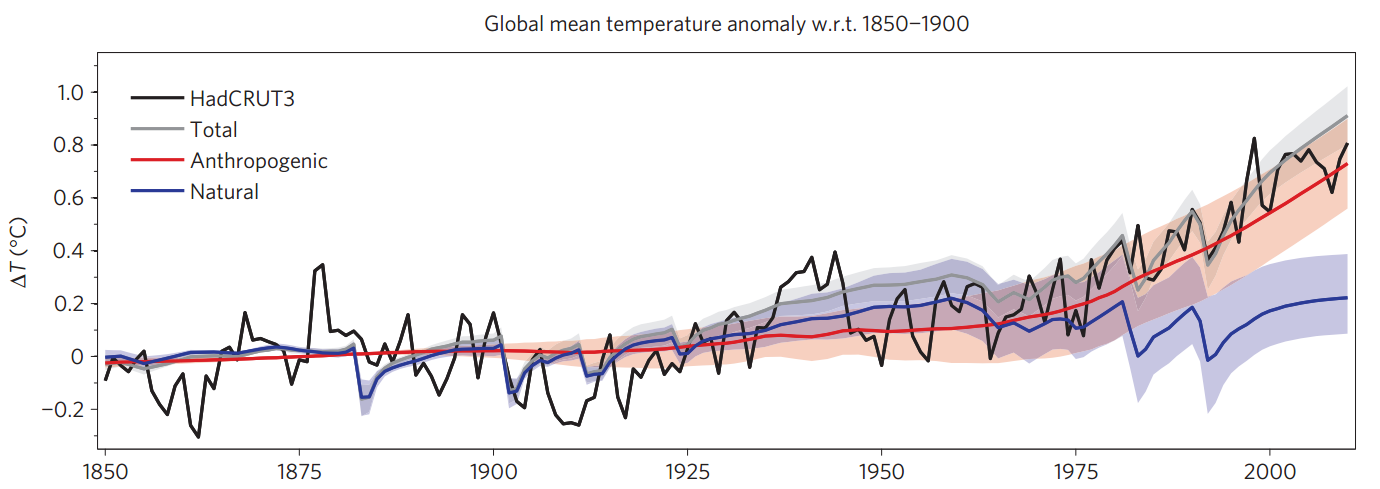 Global mean temperature anomaly w.r.t. 1850–1900
1.0
0.8
0.6
0.4
0.2
0
−0.2
ΔT (°C)
HadCRUT3
Total
Anthropogenic
Natural
1850 1875 1900 1925 1950 1975 2000